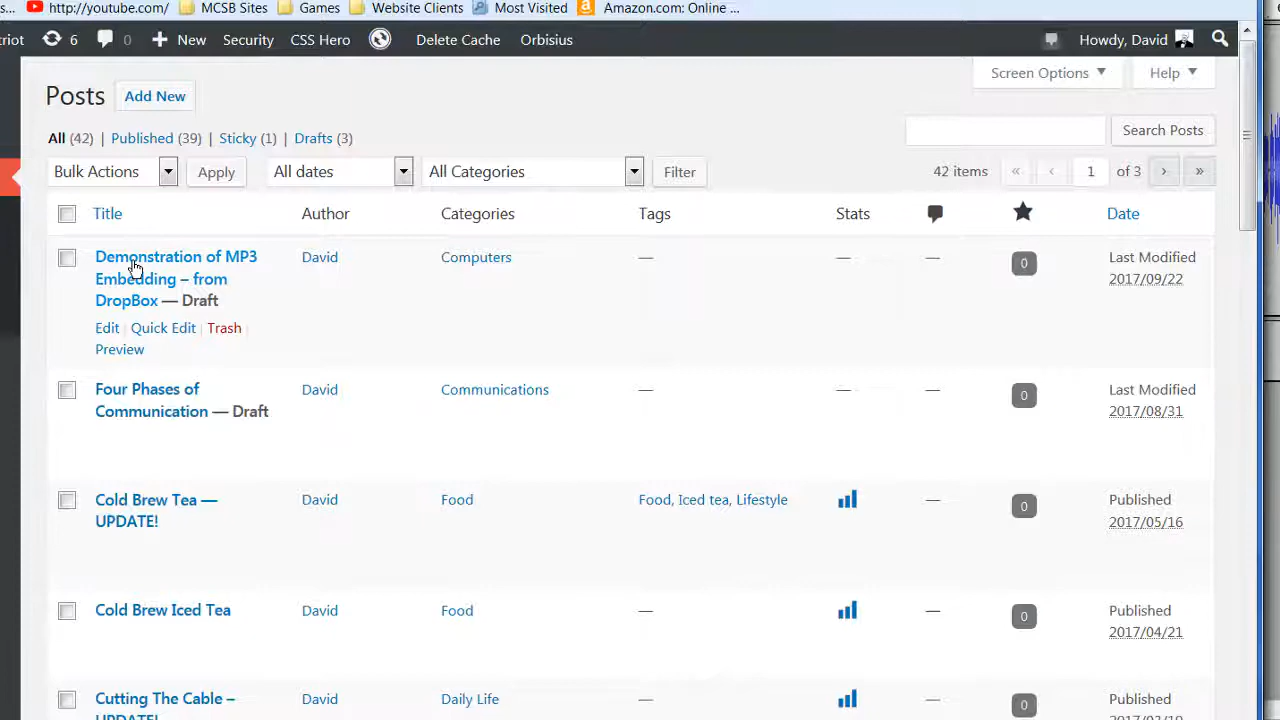 s... http://youtube.com/ MCSB Sites Games Website Clients Most Visited Amazon.com: Online ...
riot 6 0 New Security CSS Hero Delete Cache Orbisius Howdy, David
Posts Add New Screen Options Help
All (42) | Published (39) | Sticky (1) | Drafts (3)
Search Posts
Bulk Actions Apply All dates All Categories Filter 42 items « ‹ 1 of 3 › »
Title Author Categories Tags Stats Date
Demonstration of MP3 David Computers — — — 0 Last Modified
Embedding – from 2017/09/22
DropBox — Draft
Edit | Quick Edit | Trash |
Preview
Four Phases of David Communications — — — 0 Last Modified
Communication — Draft 2017/08/31
Cold Brew Tea — David Food Food, Iced tea, Lifestyle — 0 Published
UPDATE! 2017/05/16
Cold Brew Iced Tea David Food — — 0 Published
2017/04/21
Cutting The Cable – David Daily Life — — 0 Published
UPDATE!